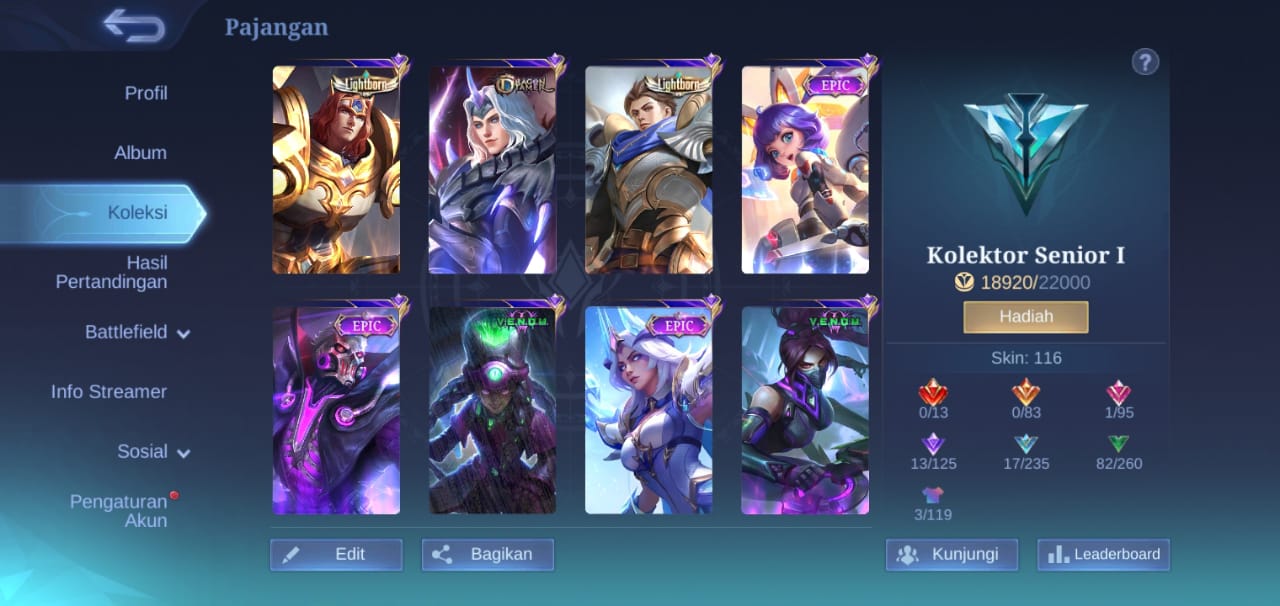 Pajangan
Profil
Album
Koleksi
Hasil
Pertandingan
Battlefield
Info Streamer
Sosial
Pengaturan
Akun
Lightborn
DRAGON
TAMER
Lightborn
EPIC
EPIC
V.E.N.O.M.
EPIC
V.E.N.O.M.
Edit
Bagikan
?
Kolektor Senior I
18920/22000
Hadiah
Skin: 116
0/13
0/83
1/95
13/125
17/235
82/260
3/119
Kunjungi
Leaderboard